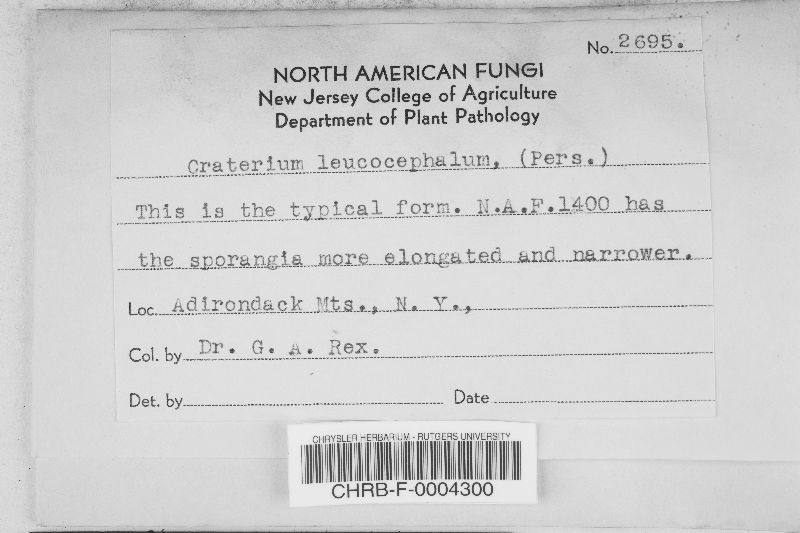 No. 2695.
NORTH AMERICAN FUNGI
New Jersey College of Agriculture
Department of Plant Pathology
Craterium leucocephalum, (Pers.)
This is the typical form. N.A.F.1400 has
the sporangia more elongated and narrower.
Loc. Adirondack Mts., N. Y.,
Col. by Dr. G. A. Rex.
Det. by
Date
CHRYSLER HERBARIUM - RUTGERS UNIVERSITY
CHRB-F-0004300